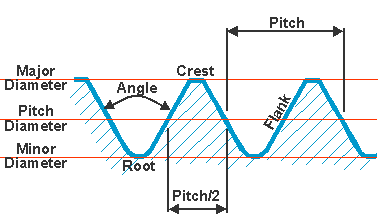 Pitch
Major
Diameter
Crest
Angle
Flank
Pitch
Diameter
Minor
Diameter
Root
Pitch/2